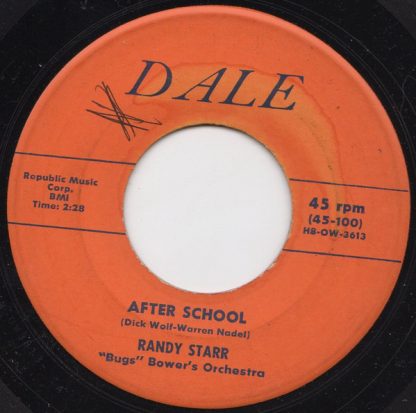 DALE
Republic Music
Corp.
BMI
Time: 2:28
45 rpm
(45-100)
H8-OW-3613
AFTER SCHOOL
(Dick Wolf-Warren Nadel)
RANDY STARR
"Bugs" Bower's Orchestra